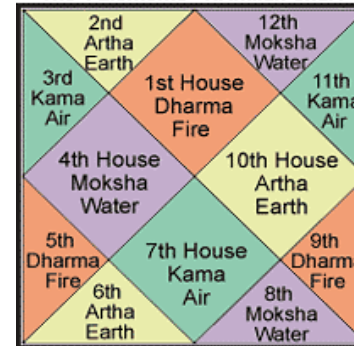 2nd
Artha
Earth
12th
Moksha
Water
3rd
Kama
Air
1st House
Dharma
Fire
11th
Kama
Air
4th House
Moksha
Water
10th House
Artha
Earth
5th
Dharma
Fire
7th House
Kama
Air
9th
Dharma
Fire
6th
Artha
Earth
8th
Moksha
Water